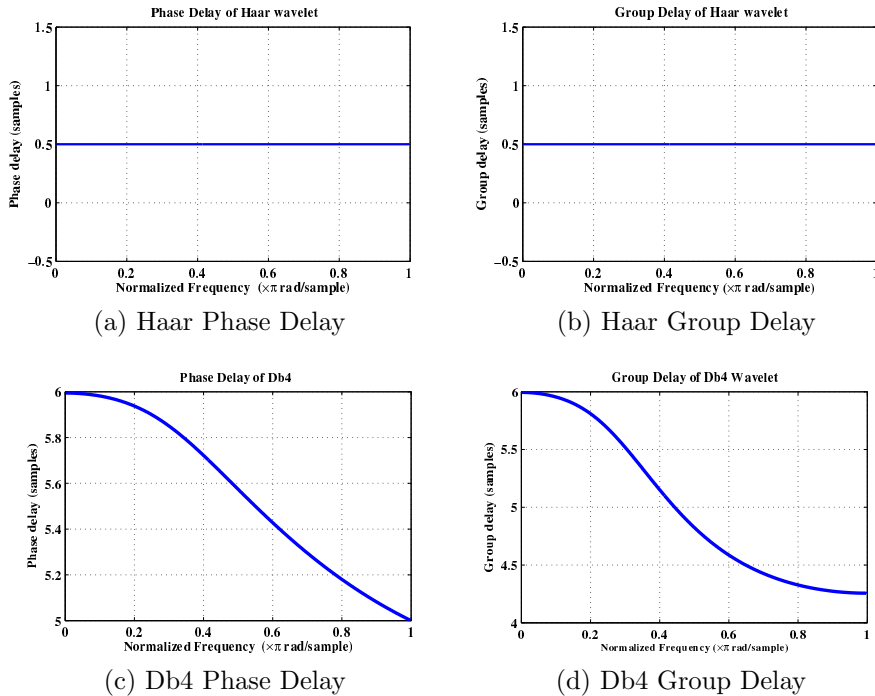 Phase Delay of Haar wavelet
1.5
1
0.5
0
−0.5
Phase delay (samples)
0 0.2 0.4 0.6 0.8 1
Normalized Frequency (×π rad/sample)
(a) Haar Phase Delay
Group Delay of Haar wavelet
1.5
1
0.5
0
−0.5
Group delay (samples)
0 0.2 0.4 0.6 0.8 1
Normalized Frequency (×π rad/sample)
(b) Haar Group Delay
Phase Delay of Db4
6
5.8
5.6
5.4
5.2
5
Phase delay (samples)
0 0.2 0.4 0.6 0.8 1
Normalized Frequency (×π rad/sample)
(c) Db4 Phase Delay
Group Delay of Db4 Wavelet
6
5.5
5
4.5
4
Group delay (samples)
0 0.2 0.4 0.6 0.8 1
Normalized Frequency (×π rad/sample)
(d) Db4 Group Delay